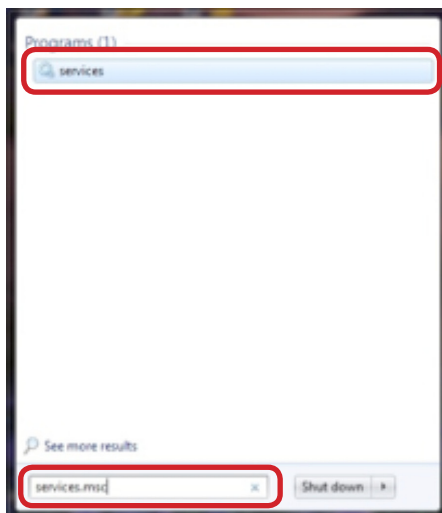 Programs (1)
services
See more results
services.msc
Shut down